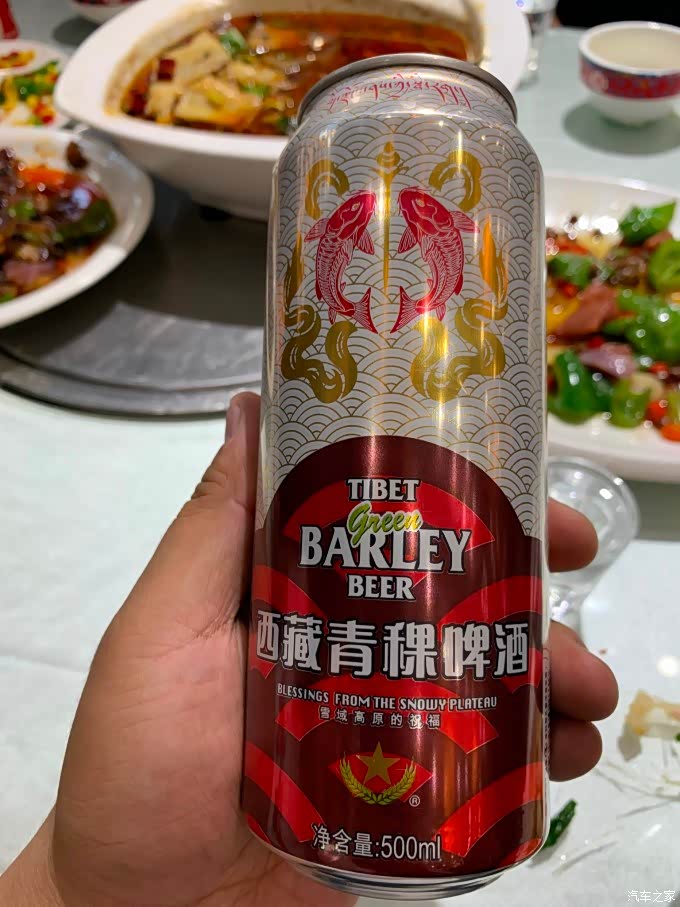 TIBET
Green
BARLEY
BEER
西藏青稞啤酒
BLESSINGS FROM THE SNOWY PLATEAU
雪域高原的祝福
®
净含量:500ml
汽车之家